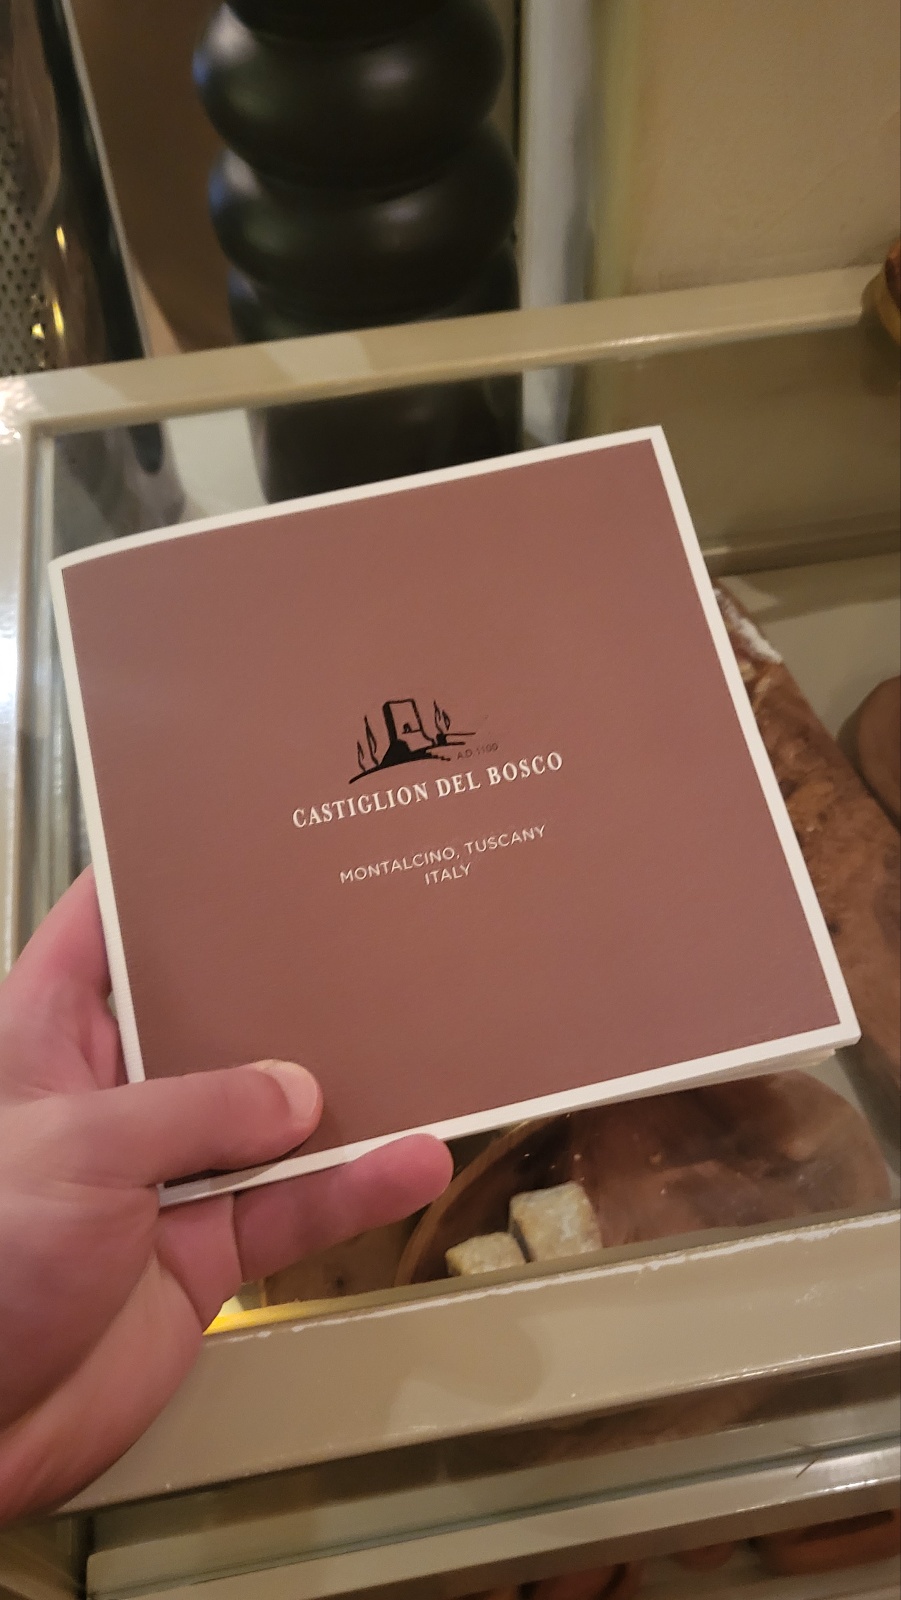 A.D 1100
CASTIGLION DEL BOSCO
MONTALCINO, TUSCANY
ITALY